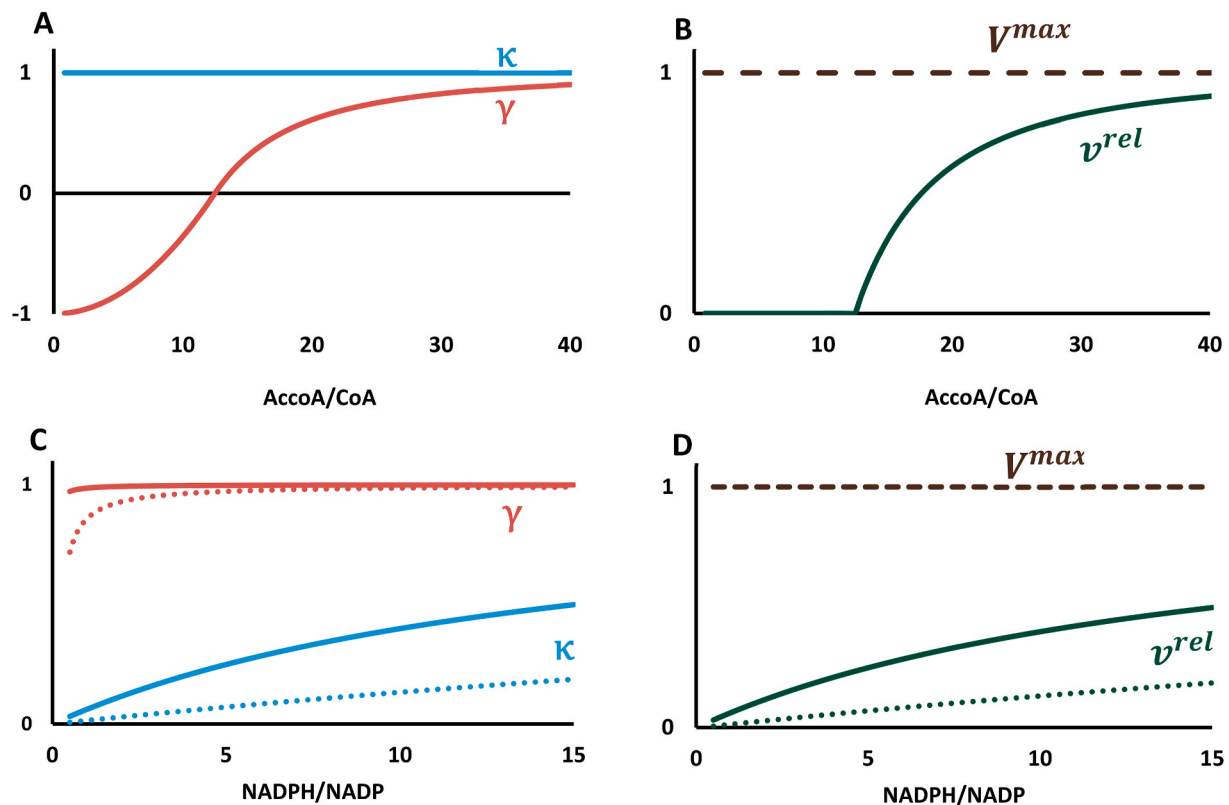 A
1
κ
γ
0
-1
0 10 20 30 40
AccoA/CoA
B
V^max
1
v^rel
0
0 10 20 30 40
AccoA/CoA
C
1
γ
κ
0
0 5 10 15
NADPH/NADP
D
V^max
1
v^rel
0
0 5 10 15
NADPH/NADP